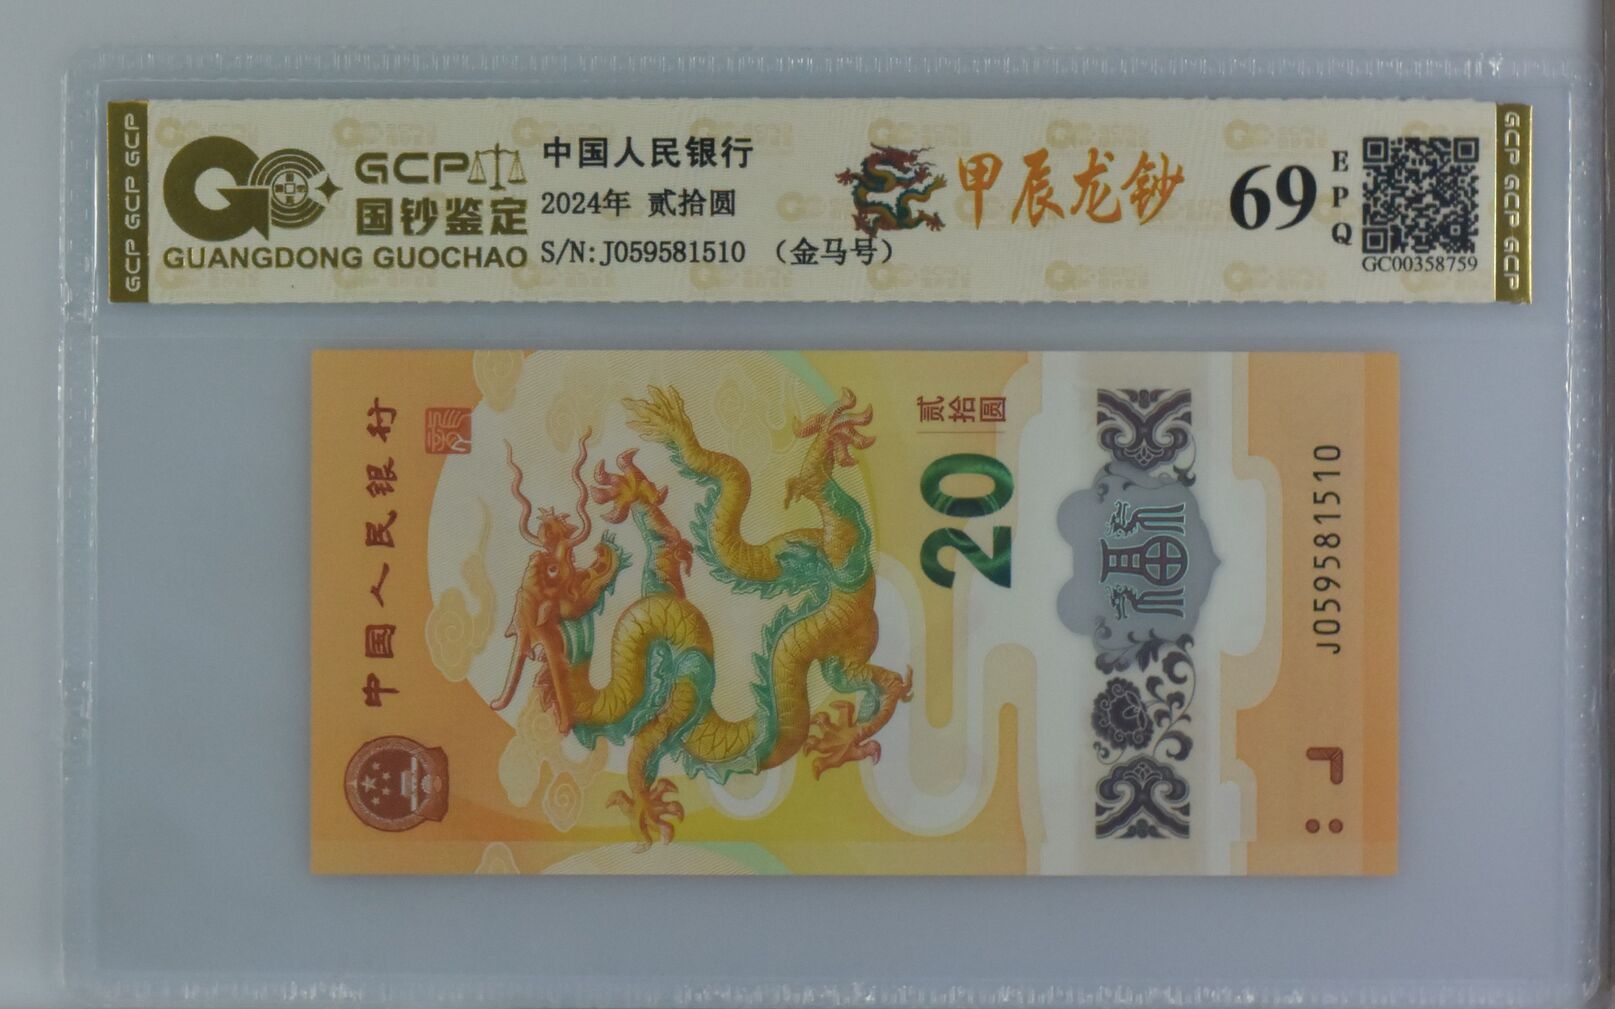 GCP GCP GCP
GCP
国钞鉴定
GUANGDONG GUOCHAO
中国人民银行
2024年 贰拾圆
S/N:J059581510 （金马号）
甲辰龙钞
69
EPQ
GC00358759
GCP GCP GCP
中国人民银行
贰拾圆
20
J059581510